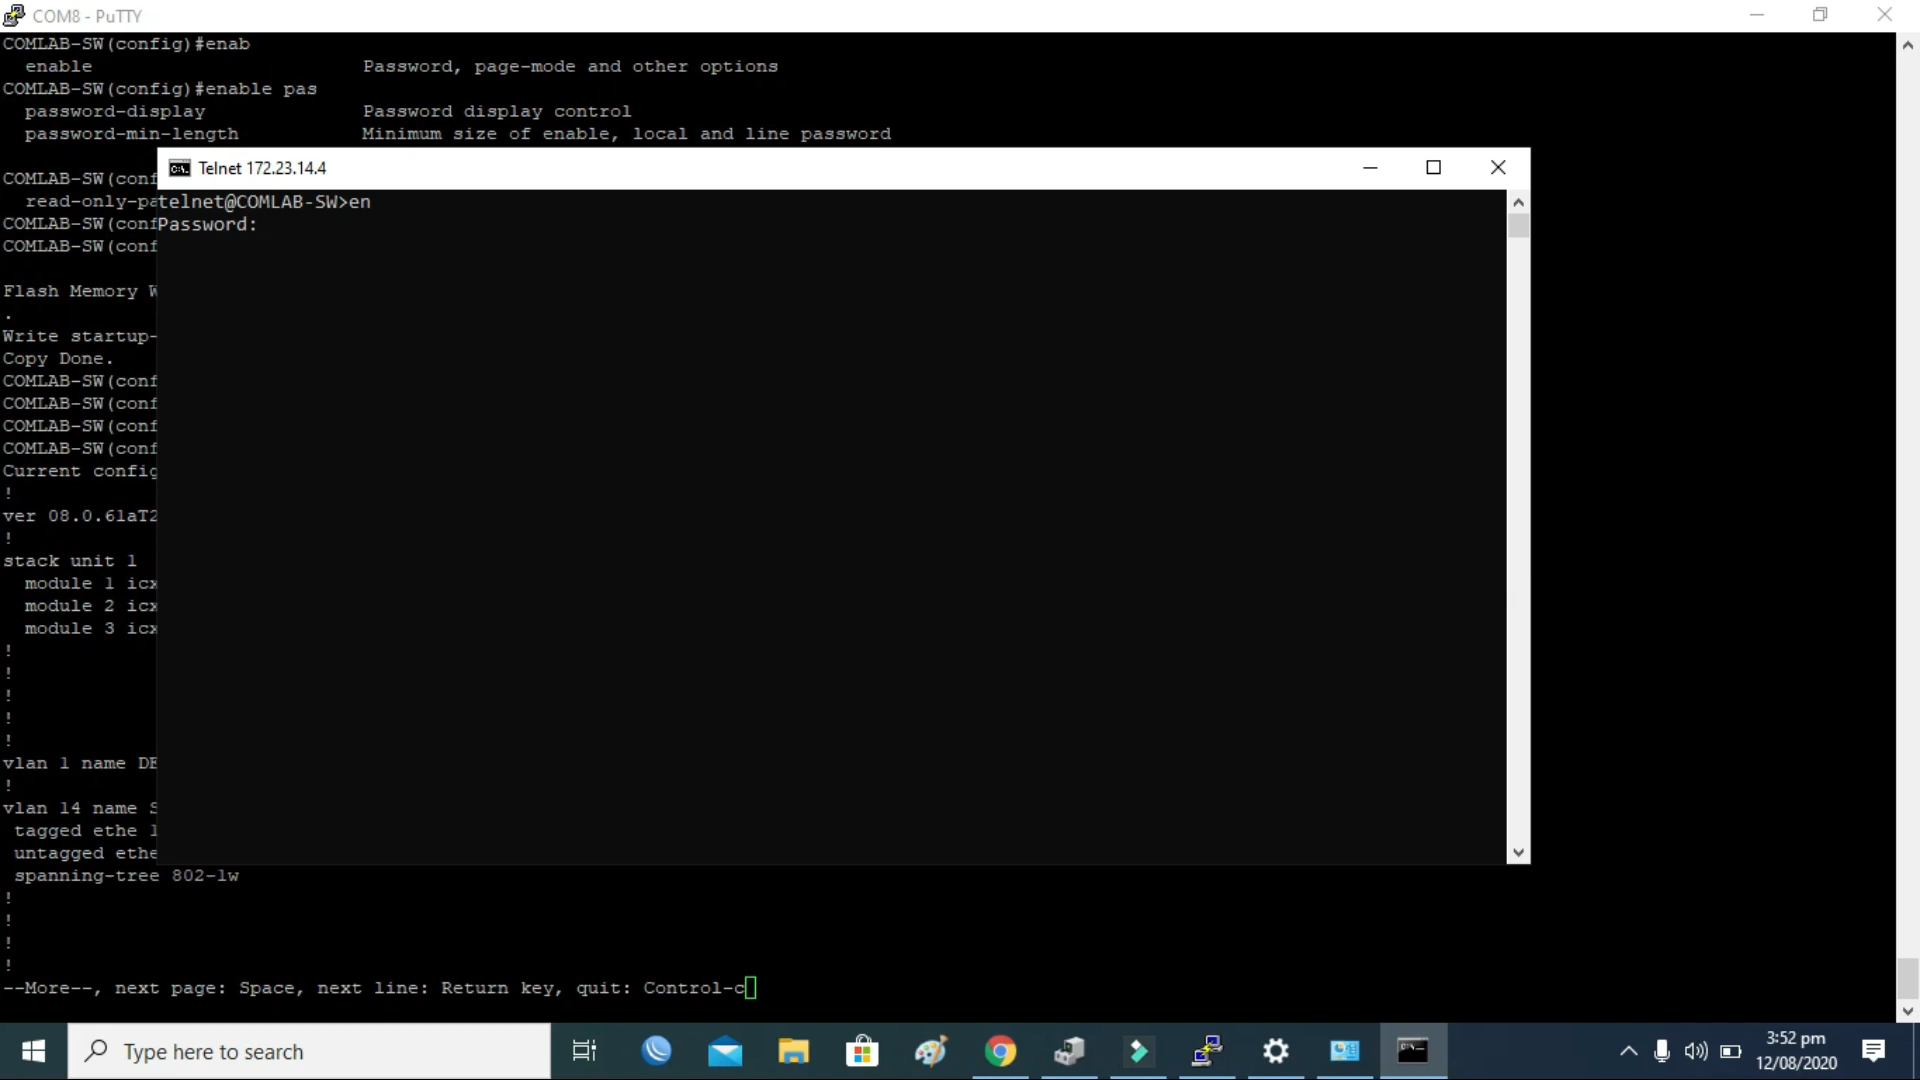 COM8 - PuTTY
COMLAB-SW(config)#enab
enable Password, page-mode and other options
COMLAB-SW(config)#enable pas
password-display Password display control
password-min-length Minimum size of enable, local and line password
Telnet 172.23.14.4
COMLAB-SW(conf
telnet@COMLAB-SW>en
read-only-pa
Password:
COMLAB-SW(conf
COMLAB-SW(conf
Flash Memory W
.
Write startup-
Copy Done.
COMLAB-SW(conf
COMLAB-SW(conf
COMLAB-SW(conf
COMLAB-SW(conf
Current config
!
ver 08.0.61aT2
!
stack unit 1
module 1 icx
module 2 icx
module 3 icx
!
!
!
!
!
vlan 1 name DE
!
vlan 14 name S
tagged ethe 1
untagged ethe
spanning-tree 802-1w
!
!
!
!
--More--, next page: Space, next line: Return key, quit: Control-c
Type here to search
3:52 pm
12/08/2020